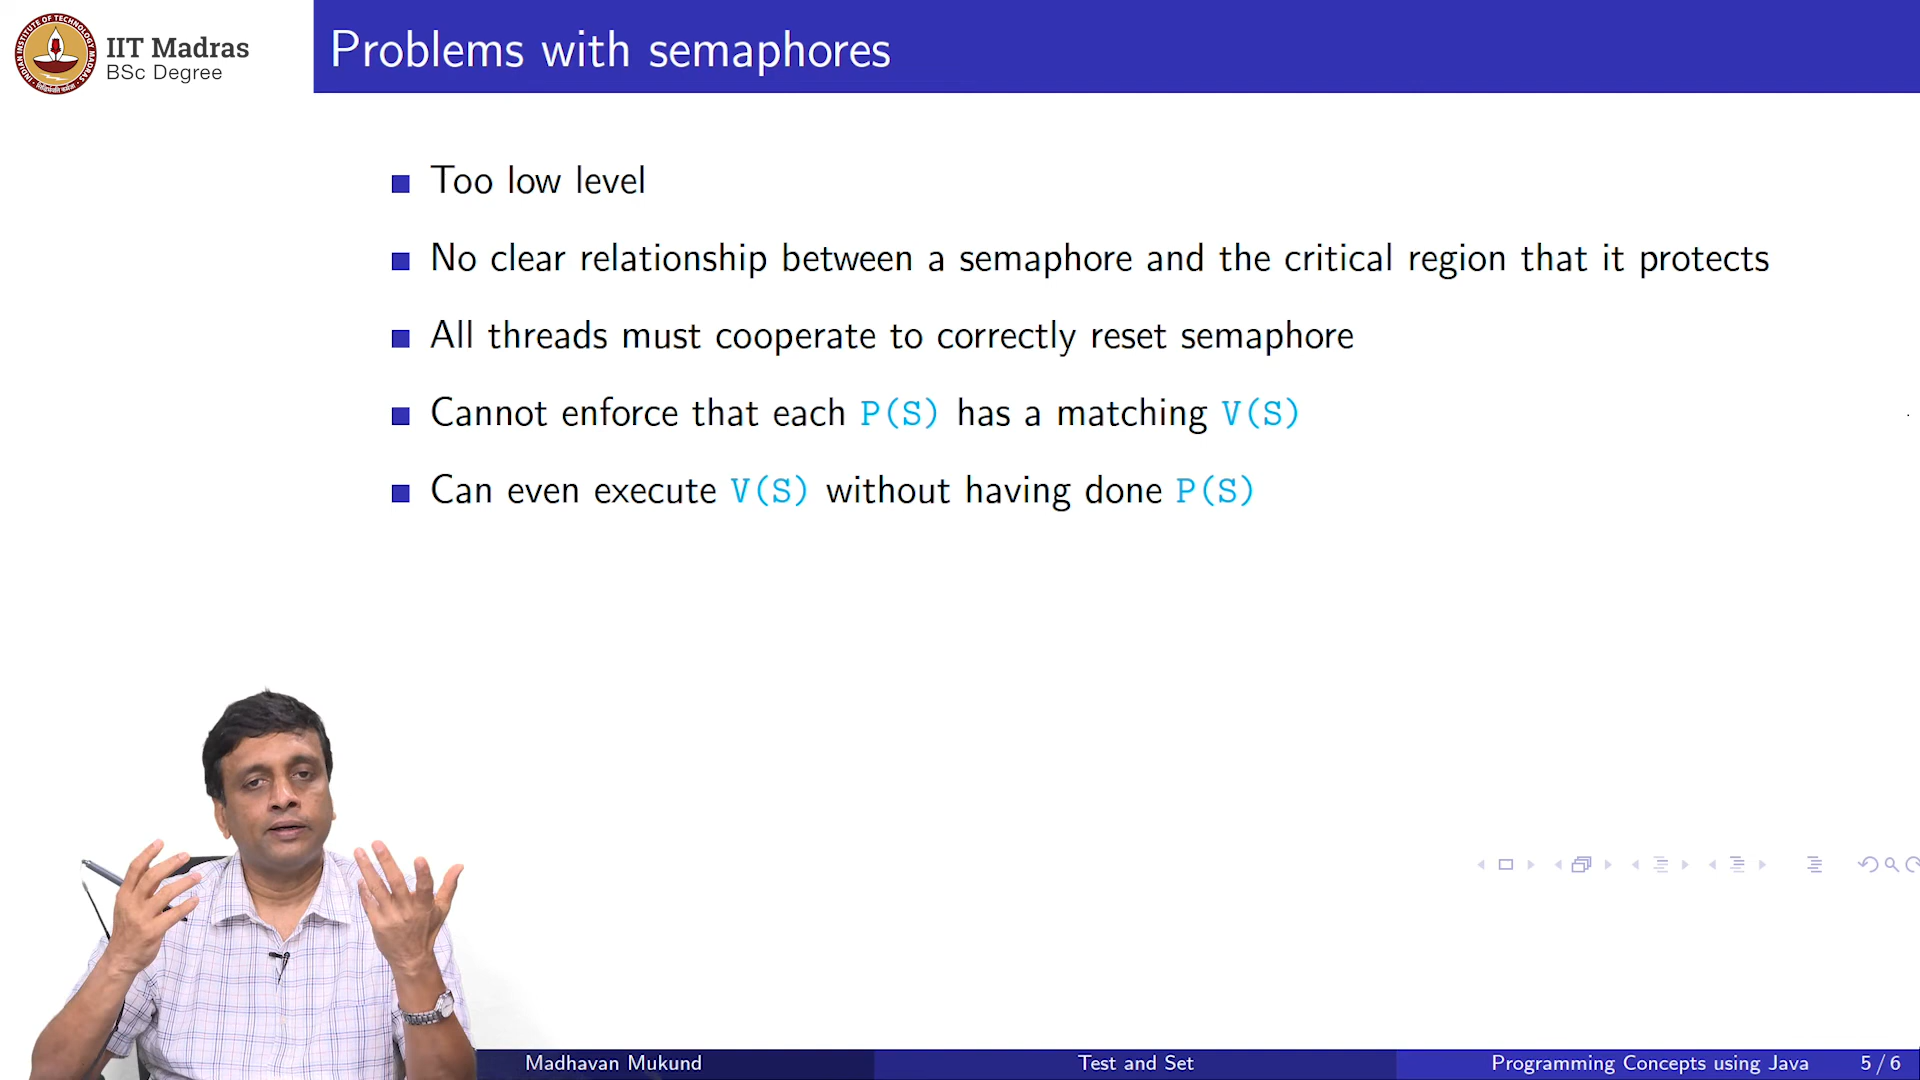 IIT Madras
BSc Degree
Problems with semaphores
Too low level
No clear relationship between a semaphore and the critical region that it protects
All threads must cooperate to correctly reset semaphore
Cannot enforce that each P(S) has a matching V(S)
Can even execute V(S) without having done P(S)
Madhavan Mukund
Test and Set
Programming Concepts using Java
5 / 6